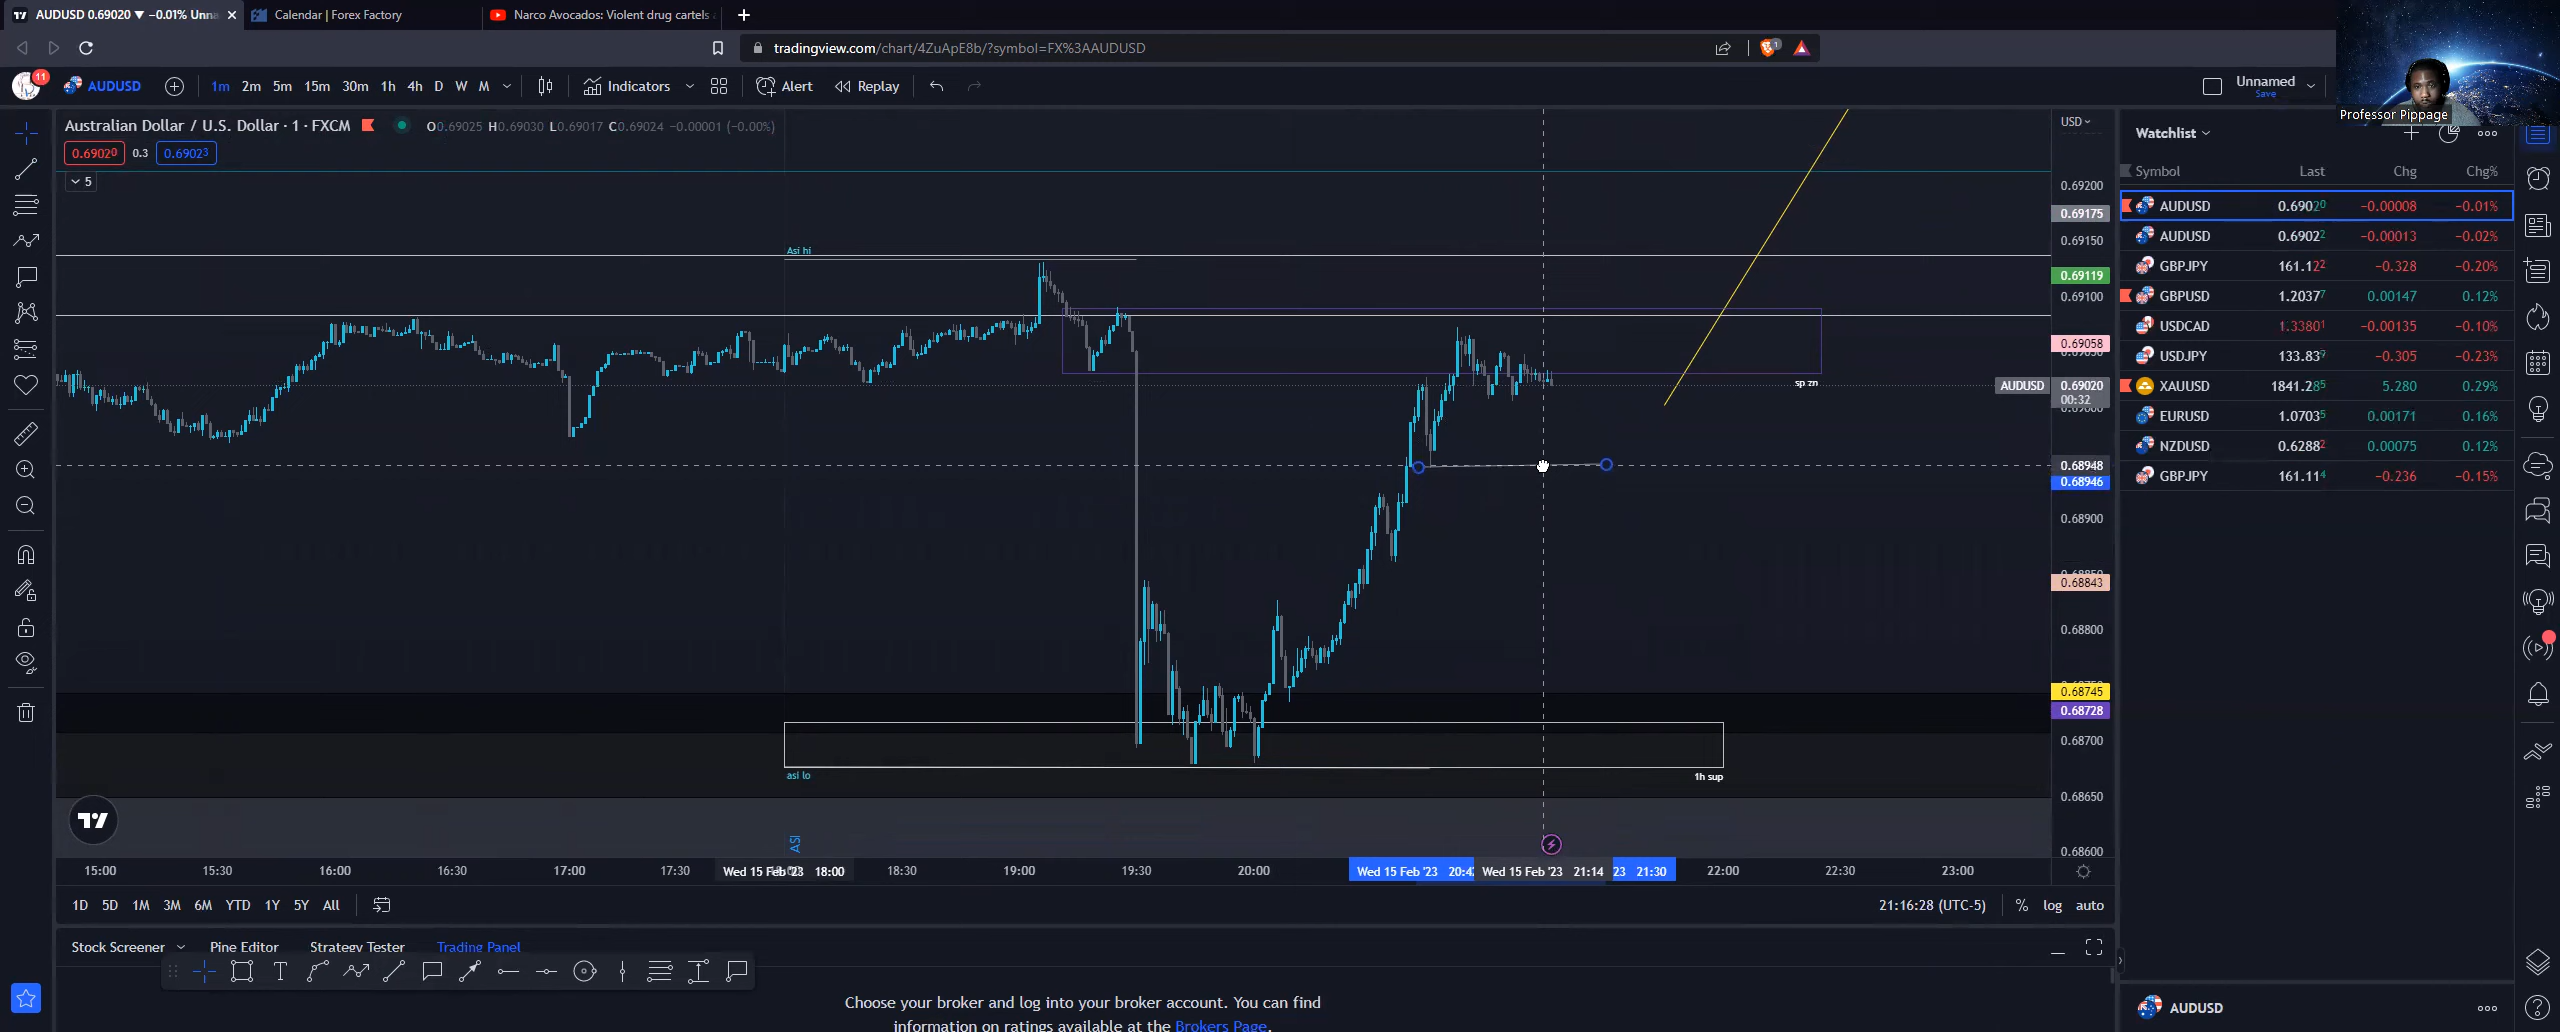 AUDUSD 0.69020 ▼ −0.01% Unna
Calendar | Forex Factory
Narco Avocados: Violent drug cartels
tradingview.com/chart/4ZuApE8b/?symbol=FX%3AAUDUSD
11
AUDUSD
1m 2m 5m 15m 30m 1h 4h D W M
Indicators
Alert
Replay
Unnamed
Save
Professor Pippage
Australian Dollar / U.S. Dollar · 1 · FXCM
O0.69025 H0.69030 L0.69017 C0.69024 −0.00001 (−0.00%)
0.69020 0.3 0.69023
5
USD
0.69200
0.69175
0.69150
0.69119
0.69100
0.69058
AUDUSD 0.69020
00:32
0.68948
0.68946
0.68900
0.68843
0.68800
0.68745
0.68728
0.68700
0.68650
0.68600
Asi hi
sp zn
asi lo
1h sup
ASI
15:00 15:30 16:00 16:30 17:00 17:30 Wed 15 Feb '23 18:00 18:30 19:00 19:30 20:00 Wed 15 Feb '23 20:4 Wed 15 Feb '23 21:14 23 21:30 22:00 22:30 23:00
1D 5D 1M 3M 6M YTD 1Y 5Y All
21:16:28 (UTC-5) % log auto
Stock Screener Pine Editor Strategy Tester Trading Panel
Choose your broker and log into your broker account. You can find
information on ratings available at the Brokers Page.
Watchlist
Symbol Last Chg Chg%
AUDUSD 0.69020 −0.00008 −0.01%
AUDUSD 0.69022 −0.00013 −0.02%
GBPJPY 161.122 −0.328 −0.20%
GBPUSD 1.20377 0.00147 0.12%
USDCAD 1.33801 −0.00135 −0.10%
USDJPY 133.839 −0.305 −0.23%
XAUUSD 1841.285 5.280 0.29%
EURUSD 1.07035 0.00171 0.16%
NZDUSD 0.62882 0.00075 0.12%
GBPJPY 161.114 −0.236 −0.15%
AUDUSD